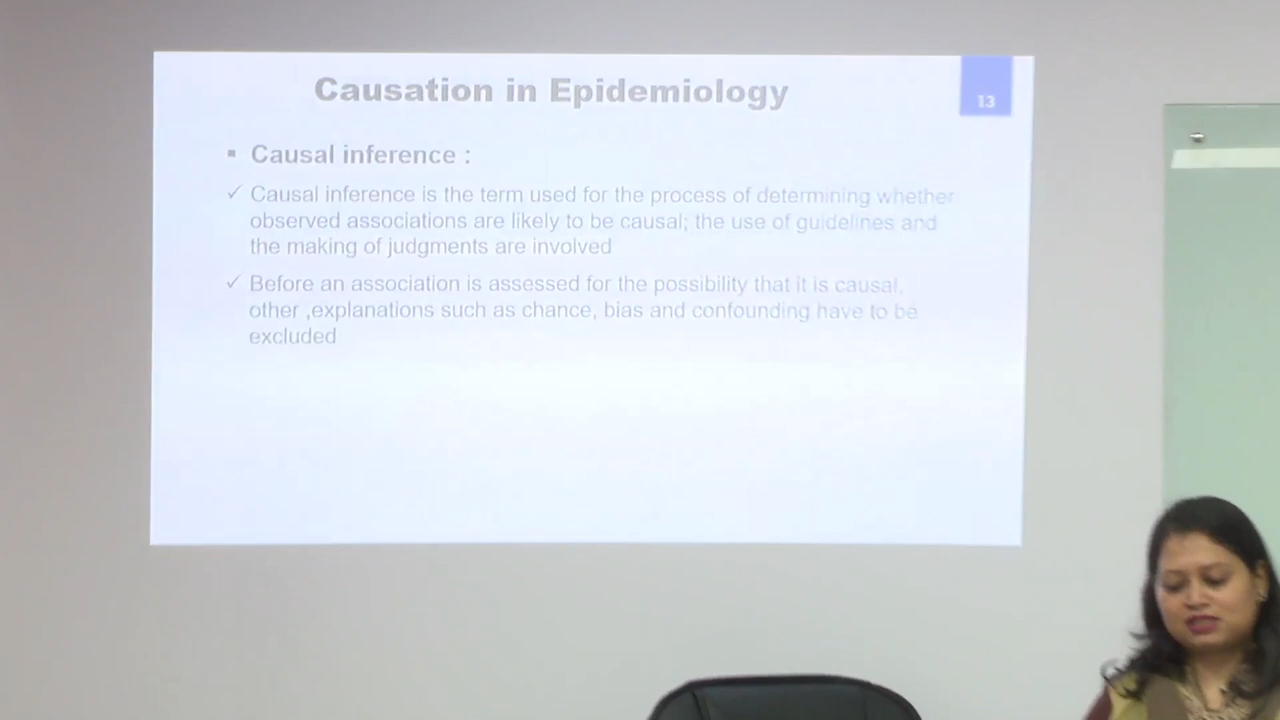 Causation in Epidemiology
13
▪ Causal inference :
✓ Causal inference is the term used for the process of determining whether
observed associations are likely to be causal; the use of guidelines and
the making of judgments are involved
✓ Before an association is assessed for the possibility that it is causal,
other ,explanations such as chance, bias and confounding have to be
excluded